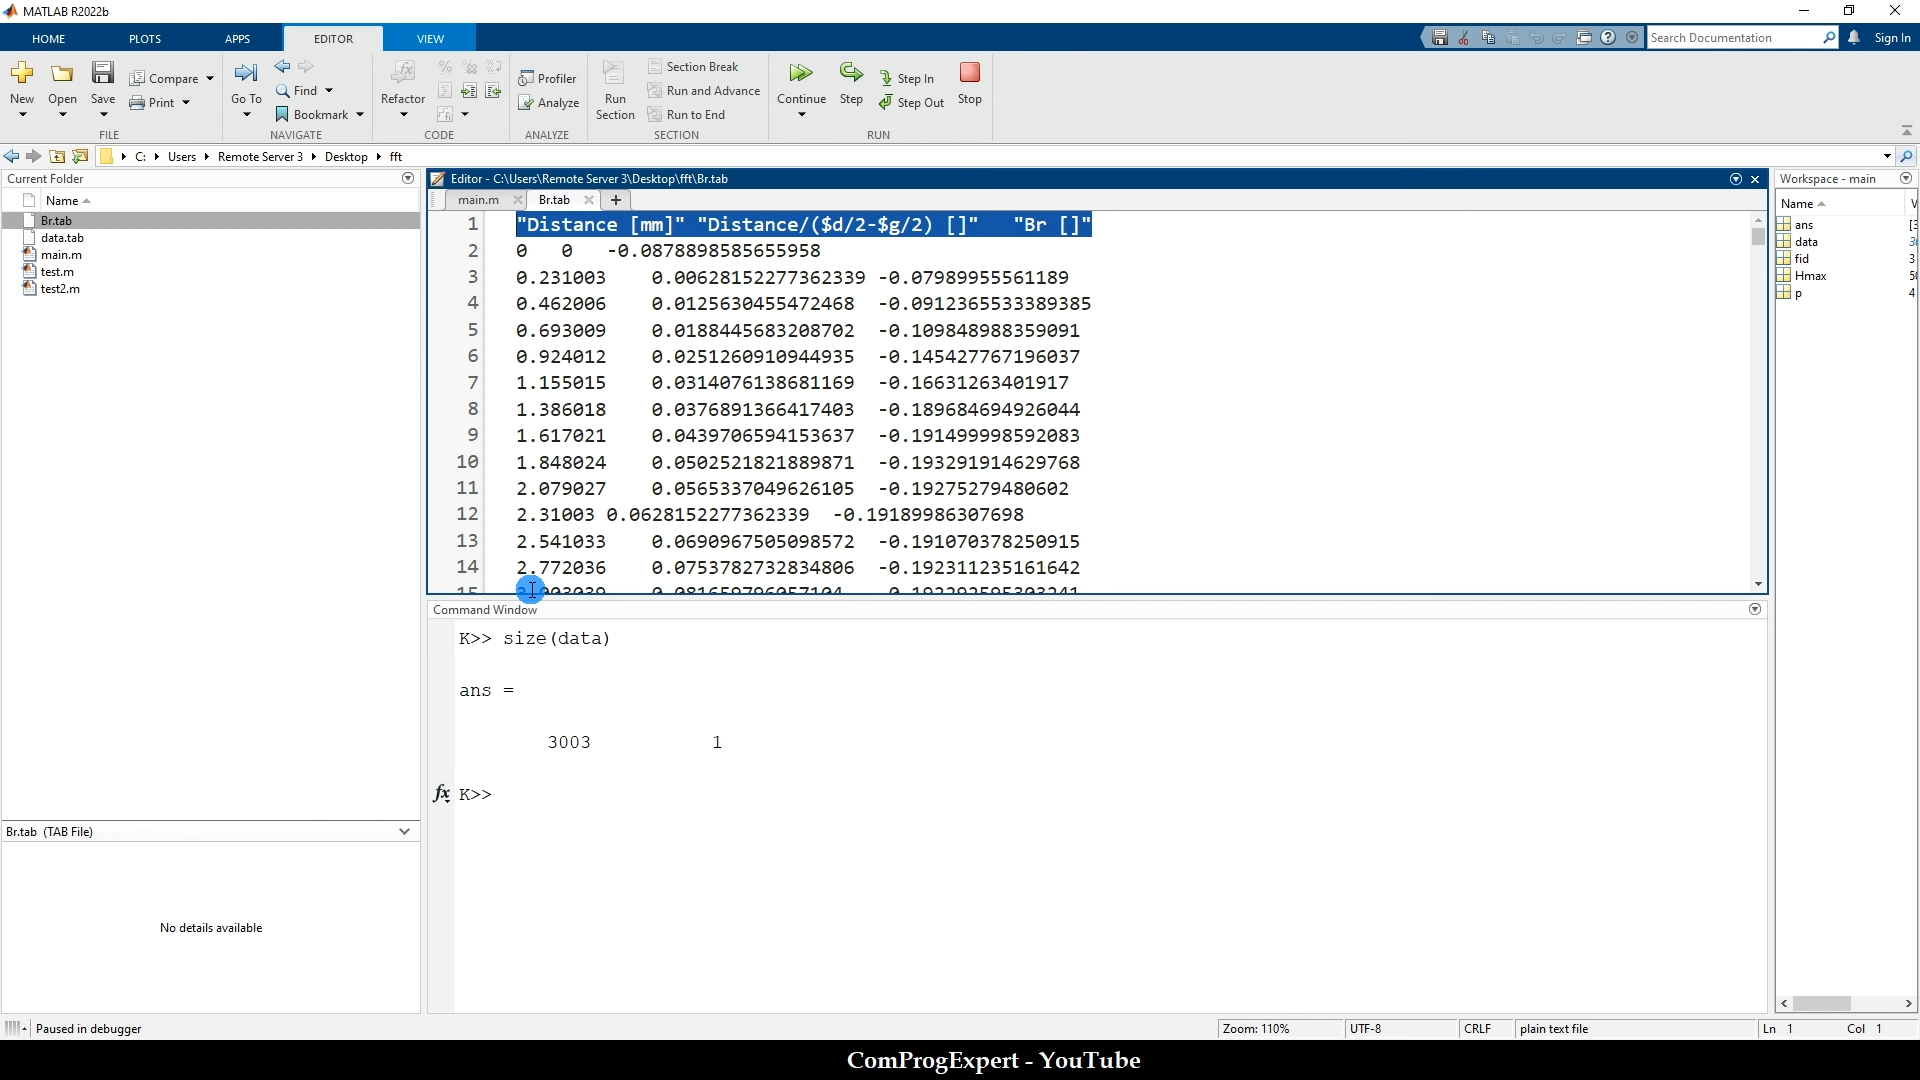 MATLAB R2022b
HOME PLOTS APPS EDITOR VIEW
Search Documentation
Sign In
New Open Save Compare Print
FILE
Go To Find Bookmark
NAVIGATE
Refactor
CODE
Profiler
Analyze
ANALYZE
Run Section
Section Break
Run and Advance
Run to End
SECTION
Continue Step Step In Step Out Stop
RUN
C: Users Remote Server 3 Desktop fft
Current Folder
Name
Br.tab
data.tab
main.m
test.m
test2.m
Br.tab (TAB File)
No details available
Editor - C:\Users\Remote Server 3\Desktop\fft\Br.tab
main.m Br.tab
1 "Distance [mm]" "Distance/($d/2-$g/2) []" "Br []"
2 0 0 -0.0878898585655958
3 0.231003 0.00628152277362339 -0.07989955561189
4 0.462006 0.0125630455472468 -0.0912365533389385
5 0.693009 0.0188445683208702 -0.109848988359091
6 0.924012 0.0251260910944935 -0.145427767196037
7 1.155015 0.0314076138681169 -0.16631263401917
8 1.386018 0.0376891366417403 -0.189684694926044
9 1.617021 0.0439706594153637 -0.191499998592083
10 1.848024 0.0502521821889871 -0.193291914629768
11 2.079027 0.0565337049626105 -0.19275279480602
12 2.31003 0.0628152277362339 -0.19189986307698
13 2.541033 0.0690967505098572 -0.191070378250915
14 2.772036 0.0753782732834806 -0.192311235161642
Command Window
K>> size(data)
ans =
3003 1
fx K>>
Workspace - main
Name
ans
data
fid 3
Hmax
p 4
Paused in debugger
Zoom: 110% UTF-8 CRLF plain text file Ln 1 Col 1
ComProgExpert - YouTube